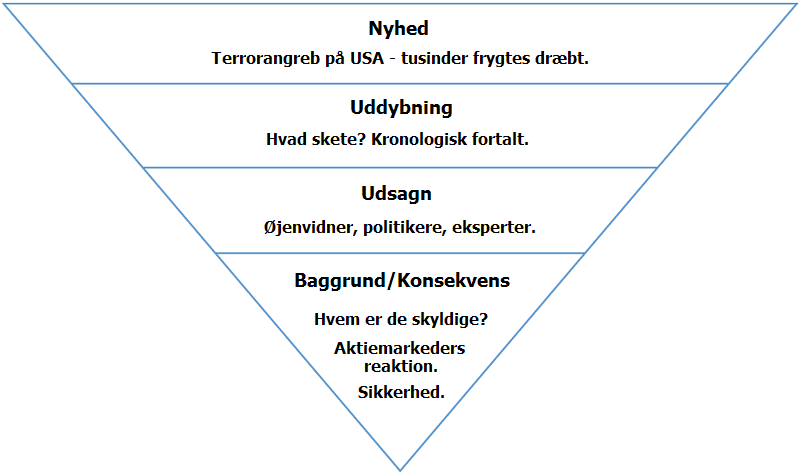 Nyhed
Terrorangreb på USA - tusinder frygtes dræbt.
Uddybning
Hvad skete? Kronologisk fortalt.
Udsagn
Øjenvidner, politikere, eksperter.
Baggrund/Konsekvens
Hvem er de skyldige?
Aktiemarkeders
reaktion.
Sikkerhed.